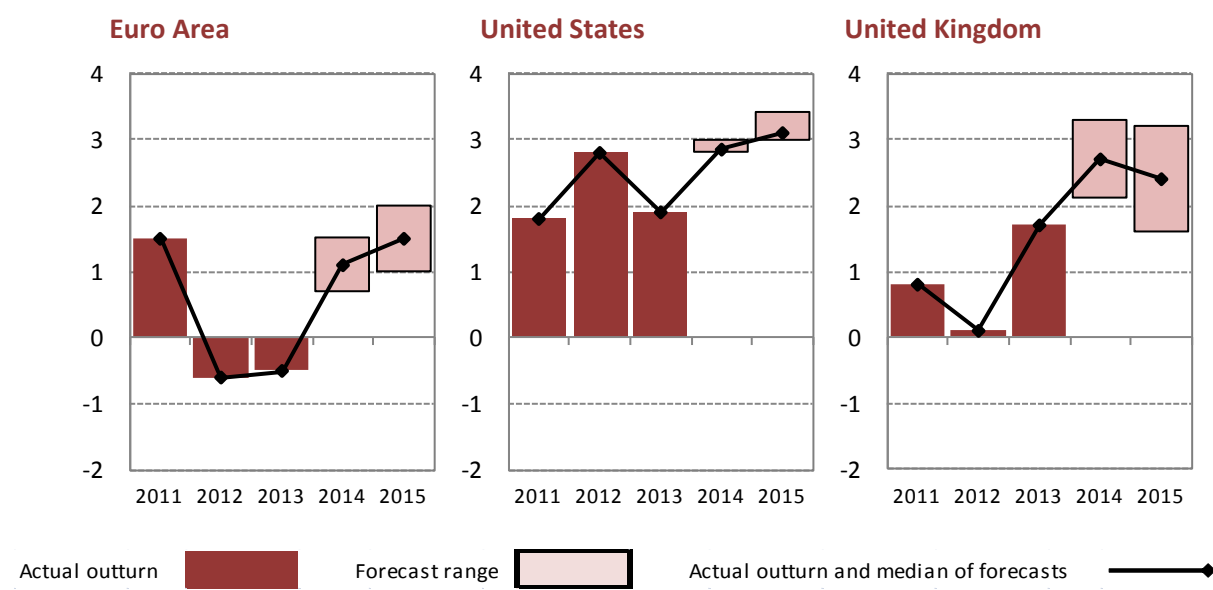 Euro Area
4
3
2
1
0
-1
-2
2011 2012 2013 2014 2015
United States
4
3
2
1
0
-1
-2
2011 2012 2013 2014 2015
United Kingdom
4
3
2
1
0
-1
-2
2011 2012 2013 2014 2015
Actual outturn
Forecast range
Actual outturn and median of forecasts